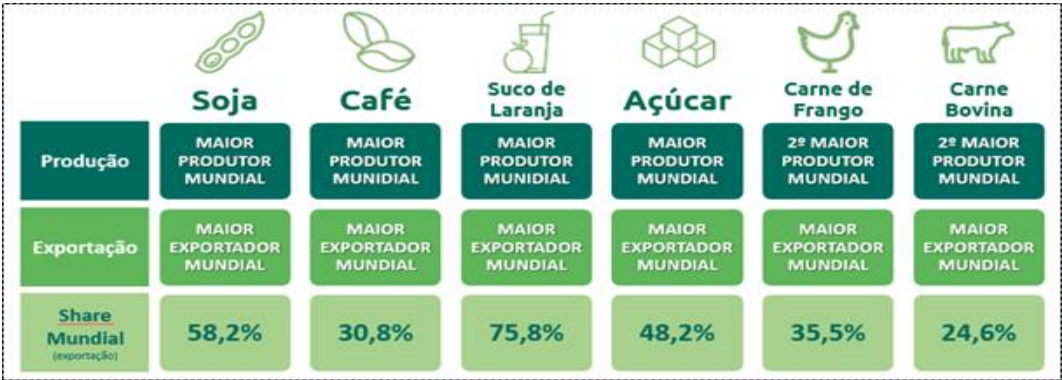 Soja
Café
Suco de
Laranja
Açúcar
Carne de
Frango
Carne
Bovina
Produção
MAIOR
PRODUTOR
MUNDIAL
MAIOR
PRODUTOR
MUNIDIAL
MAIOR
PRODUTOR
MUNIDIAL
MAIOR
PRODUTOR
MUNDIAL
2º MAIOR
PRODUTOR
MUNDIAL
2º MAIOR
PRODUTOR
MUNDIAL
Exportação
MAIOR
EXPORTADOR
MUNDIAL
MAIOR
EXPORTADOR
MUNDIAL
MAIOR
EXPORTADOR
MUNDIAL
MAIOR
EXPORTADOR
MUNDIAL
MAIOR
EXPORTADOR
MUNDIAL
MAIOR
EXPORTADOR
MUNDIAL
Share
Mundial
(exportação)
58,2%
30,8%
75,8%
48,2%
35,5%
24,6%